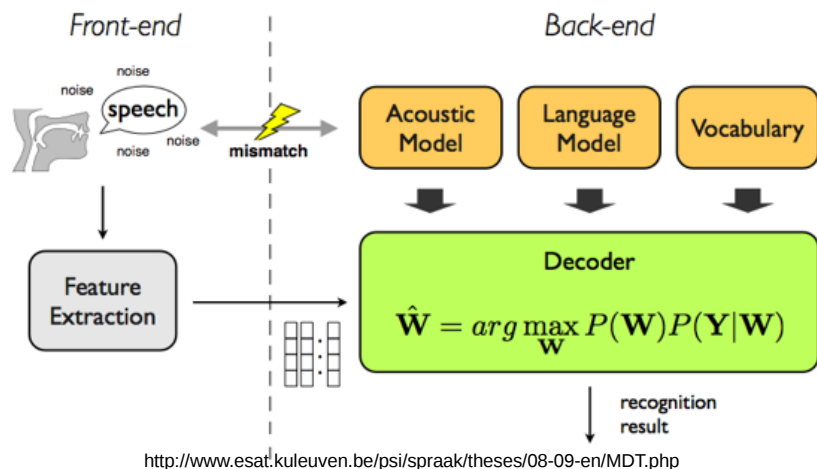 Front-end
Back-end
noise
noise
speech
noise
noise
mismatch
Acoustic
Model
Language
Model
Vocabulary
Feature
Extraction
Decoder
Ŵ = arg max P(W)P(Y|W)
W
recognition
result
http://www.esat.kuleuven.be/psi/spraak/theses/08-09-en/MDT.php